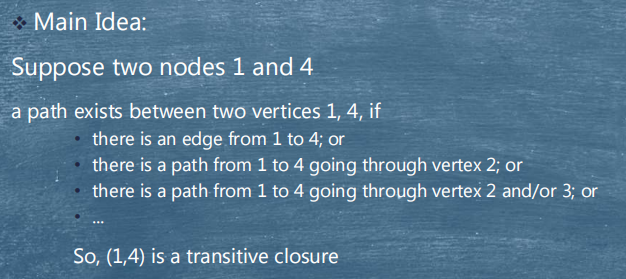 ❖ Main Idea:
Suppose two nodes 1 and 4
a path exists between two vertices 1, 4, if
• there is an edge from 1 to 4; or
• there is a path from 1 to 4 going through vertex 2; or
• there is a path from 1 to 4 going through vertex 2 and/or 3; or
• ...
So, (1,4) is a transitive closure